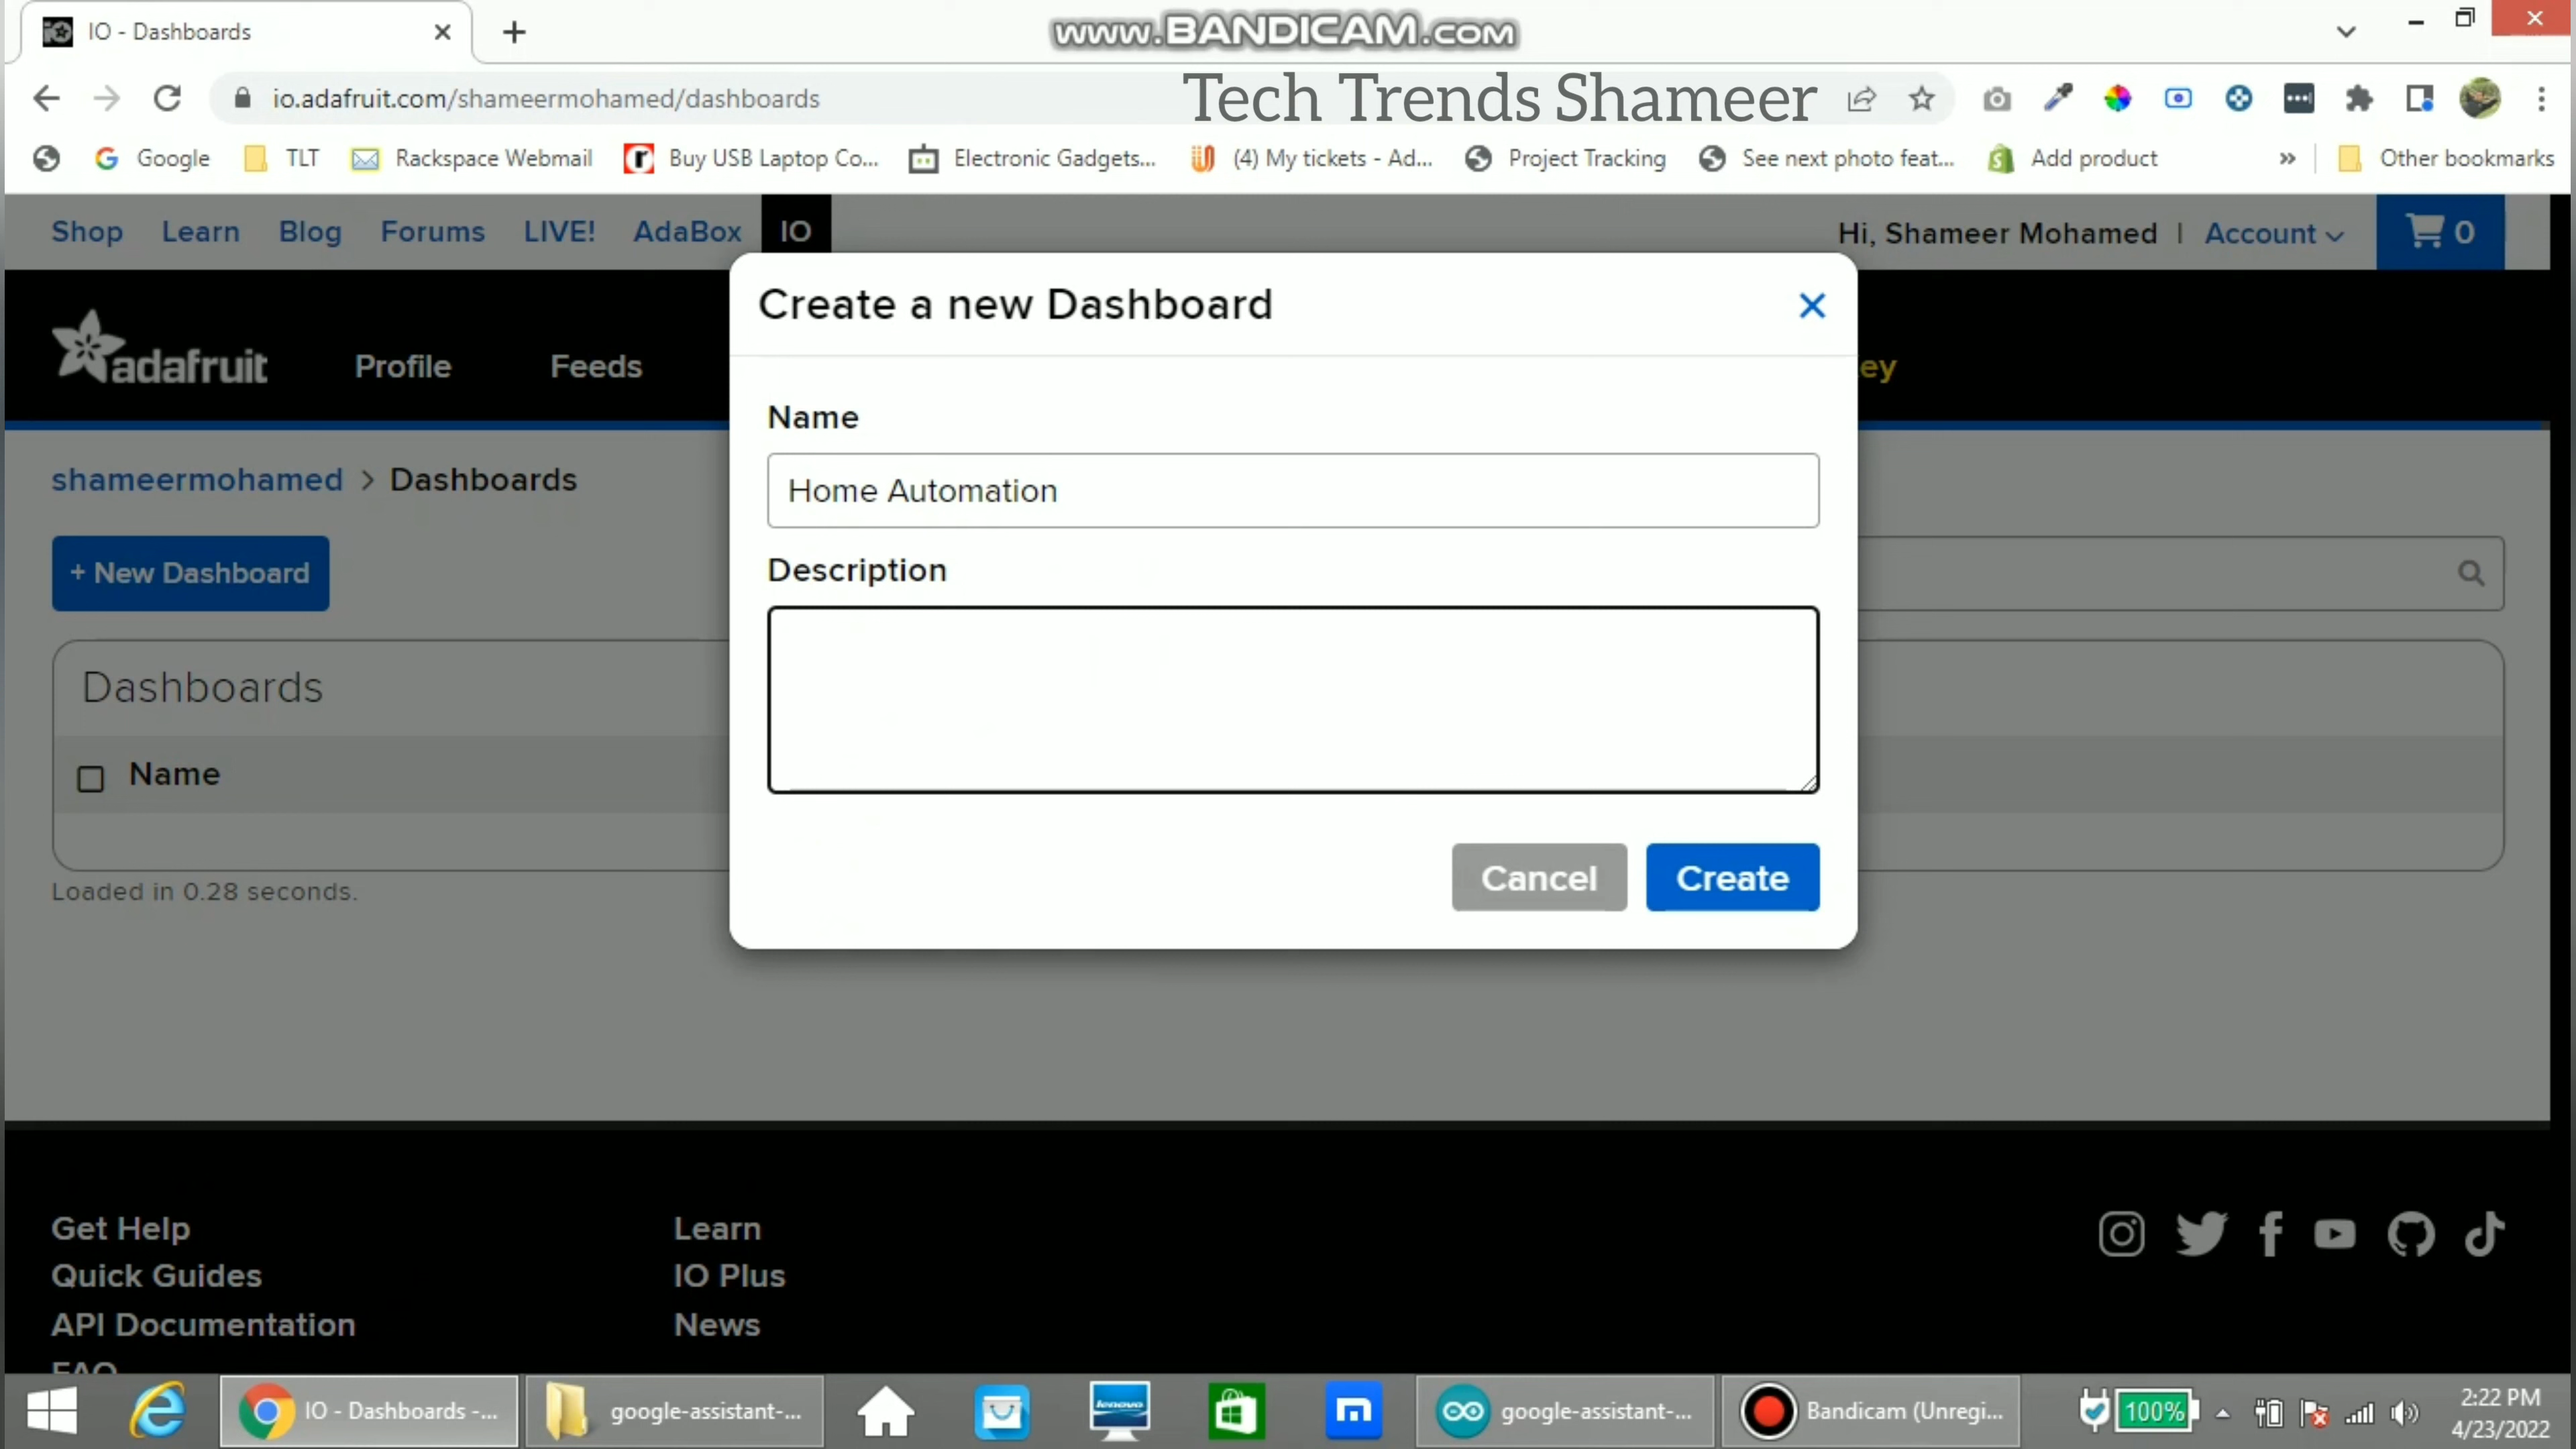 IO - Dashboards
www.BANDICAM.com
io.adafruit.com/shameermohamed/dashboards
Tech Trends Shameer
Google
TLT
Rackspace Webmail
Buy USB Laptop Co...
Electronic Gadgets...
(4) My tickets - Ad...
Project Tracking
See next photo feat...
Add product
»
Other bookmarks
Shop Learn Blog Forums LIVE! AdaBox IO
Hi, Shameer Mohamed | Account
0
Create a new Dashboard
adafruit
Profile
Feeds
ey
Name
Home Automation
shameermohamed > Dashboards
+ New Dashboard
Description
Dashboards
Name
Cancel
Create
Loaded in 0.28 seconds.
Get Help
Quick Guides
API Documentation
FAQ
Learn
IO Plus
News
IO - Dashboards -...
google-assistant-...
lenovo
google-assistant-...
Bandicam (Unregi...
100%
2:22 PM
4/23/2022